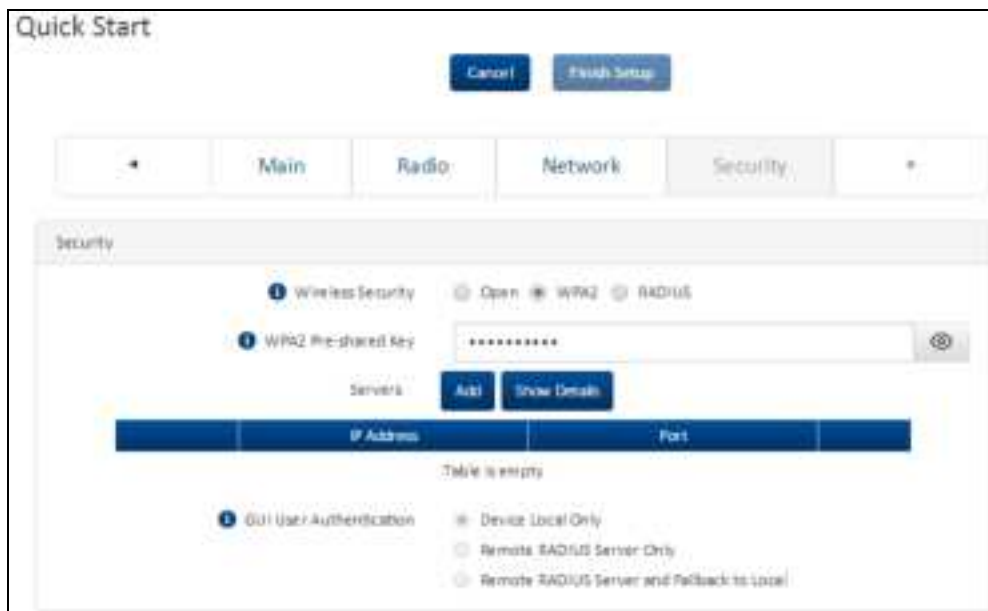 Quick Start
Cancel Finish Setup
Main Radio Network Security
Security
Wireless Security Open WPA2 RADIUS
WPA2 Pre-shared Key ••••••••••
Servers Add Show Details
IP Address Port
Table is empty
GUI User Authentication Device Local Only
Remote RADIUS Server Only
Remote RADIUS Server and Fallback to Local